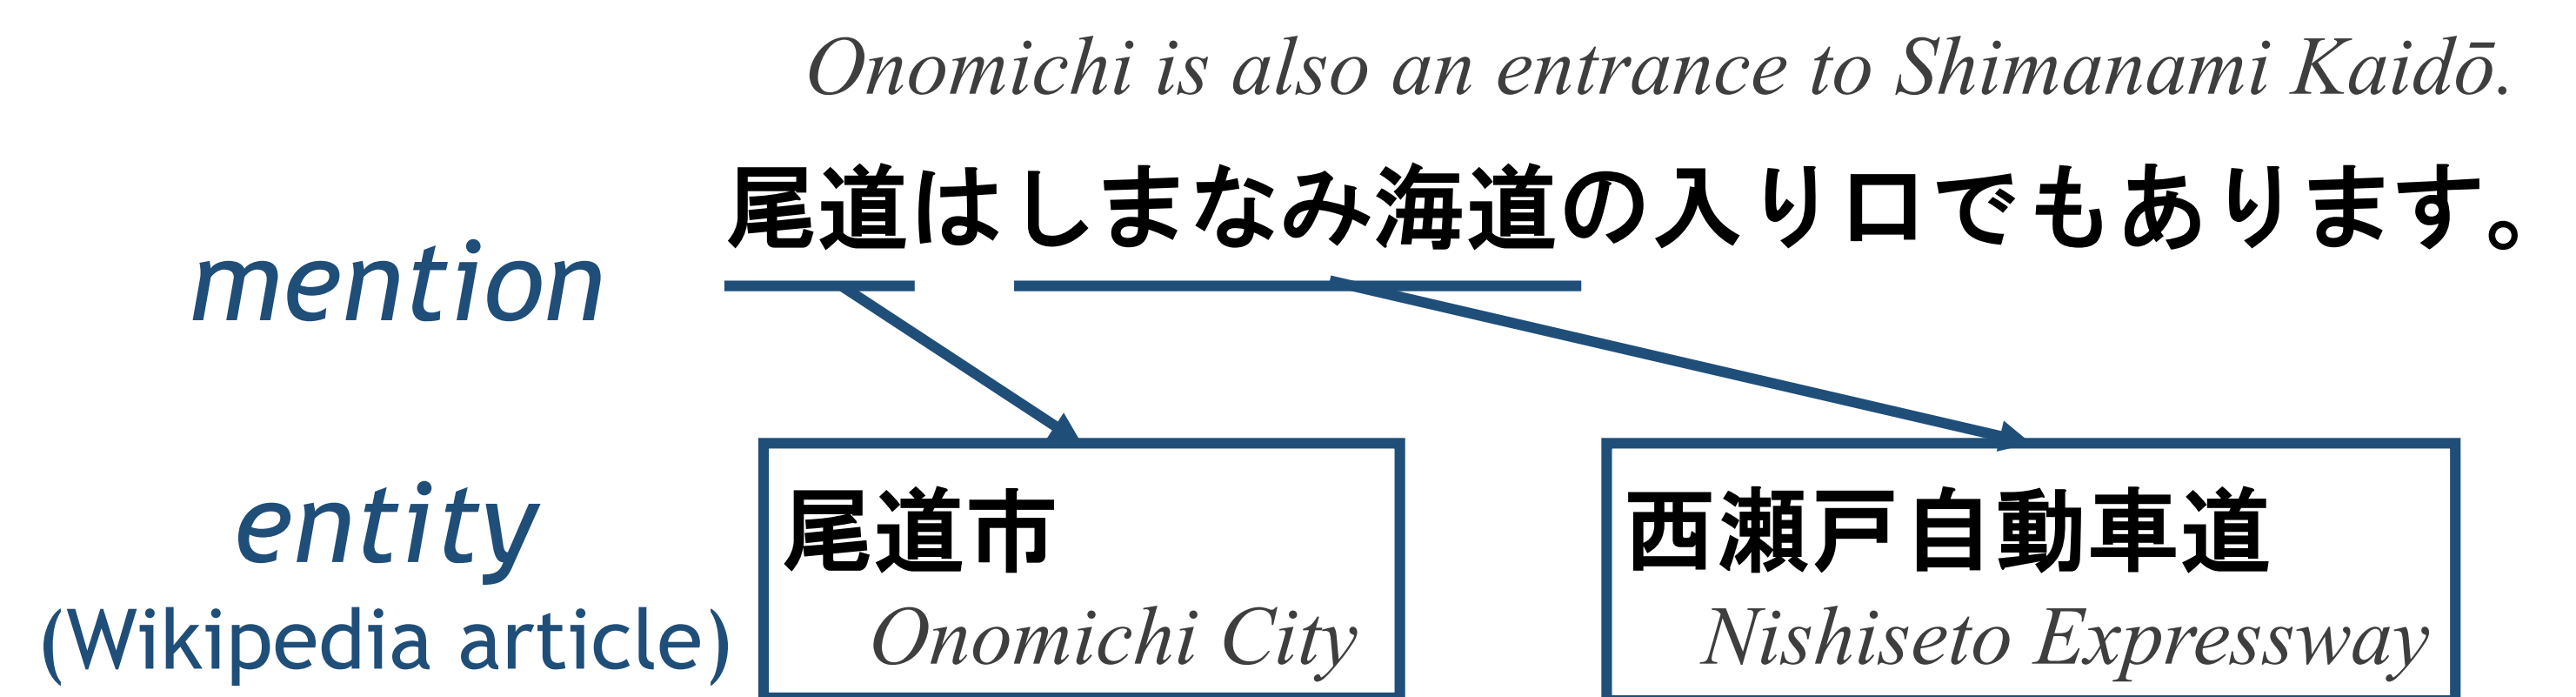 Onomichi is also an entrance to Shimanami Kaidō.
尾道はしまなみ海道の入り口でもあります。
mention
entity
(Wikipedia article)
尾道市
Onomichi City
西瀬戸自動車道
Nishiseto Expressway